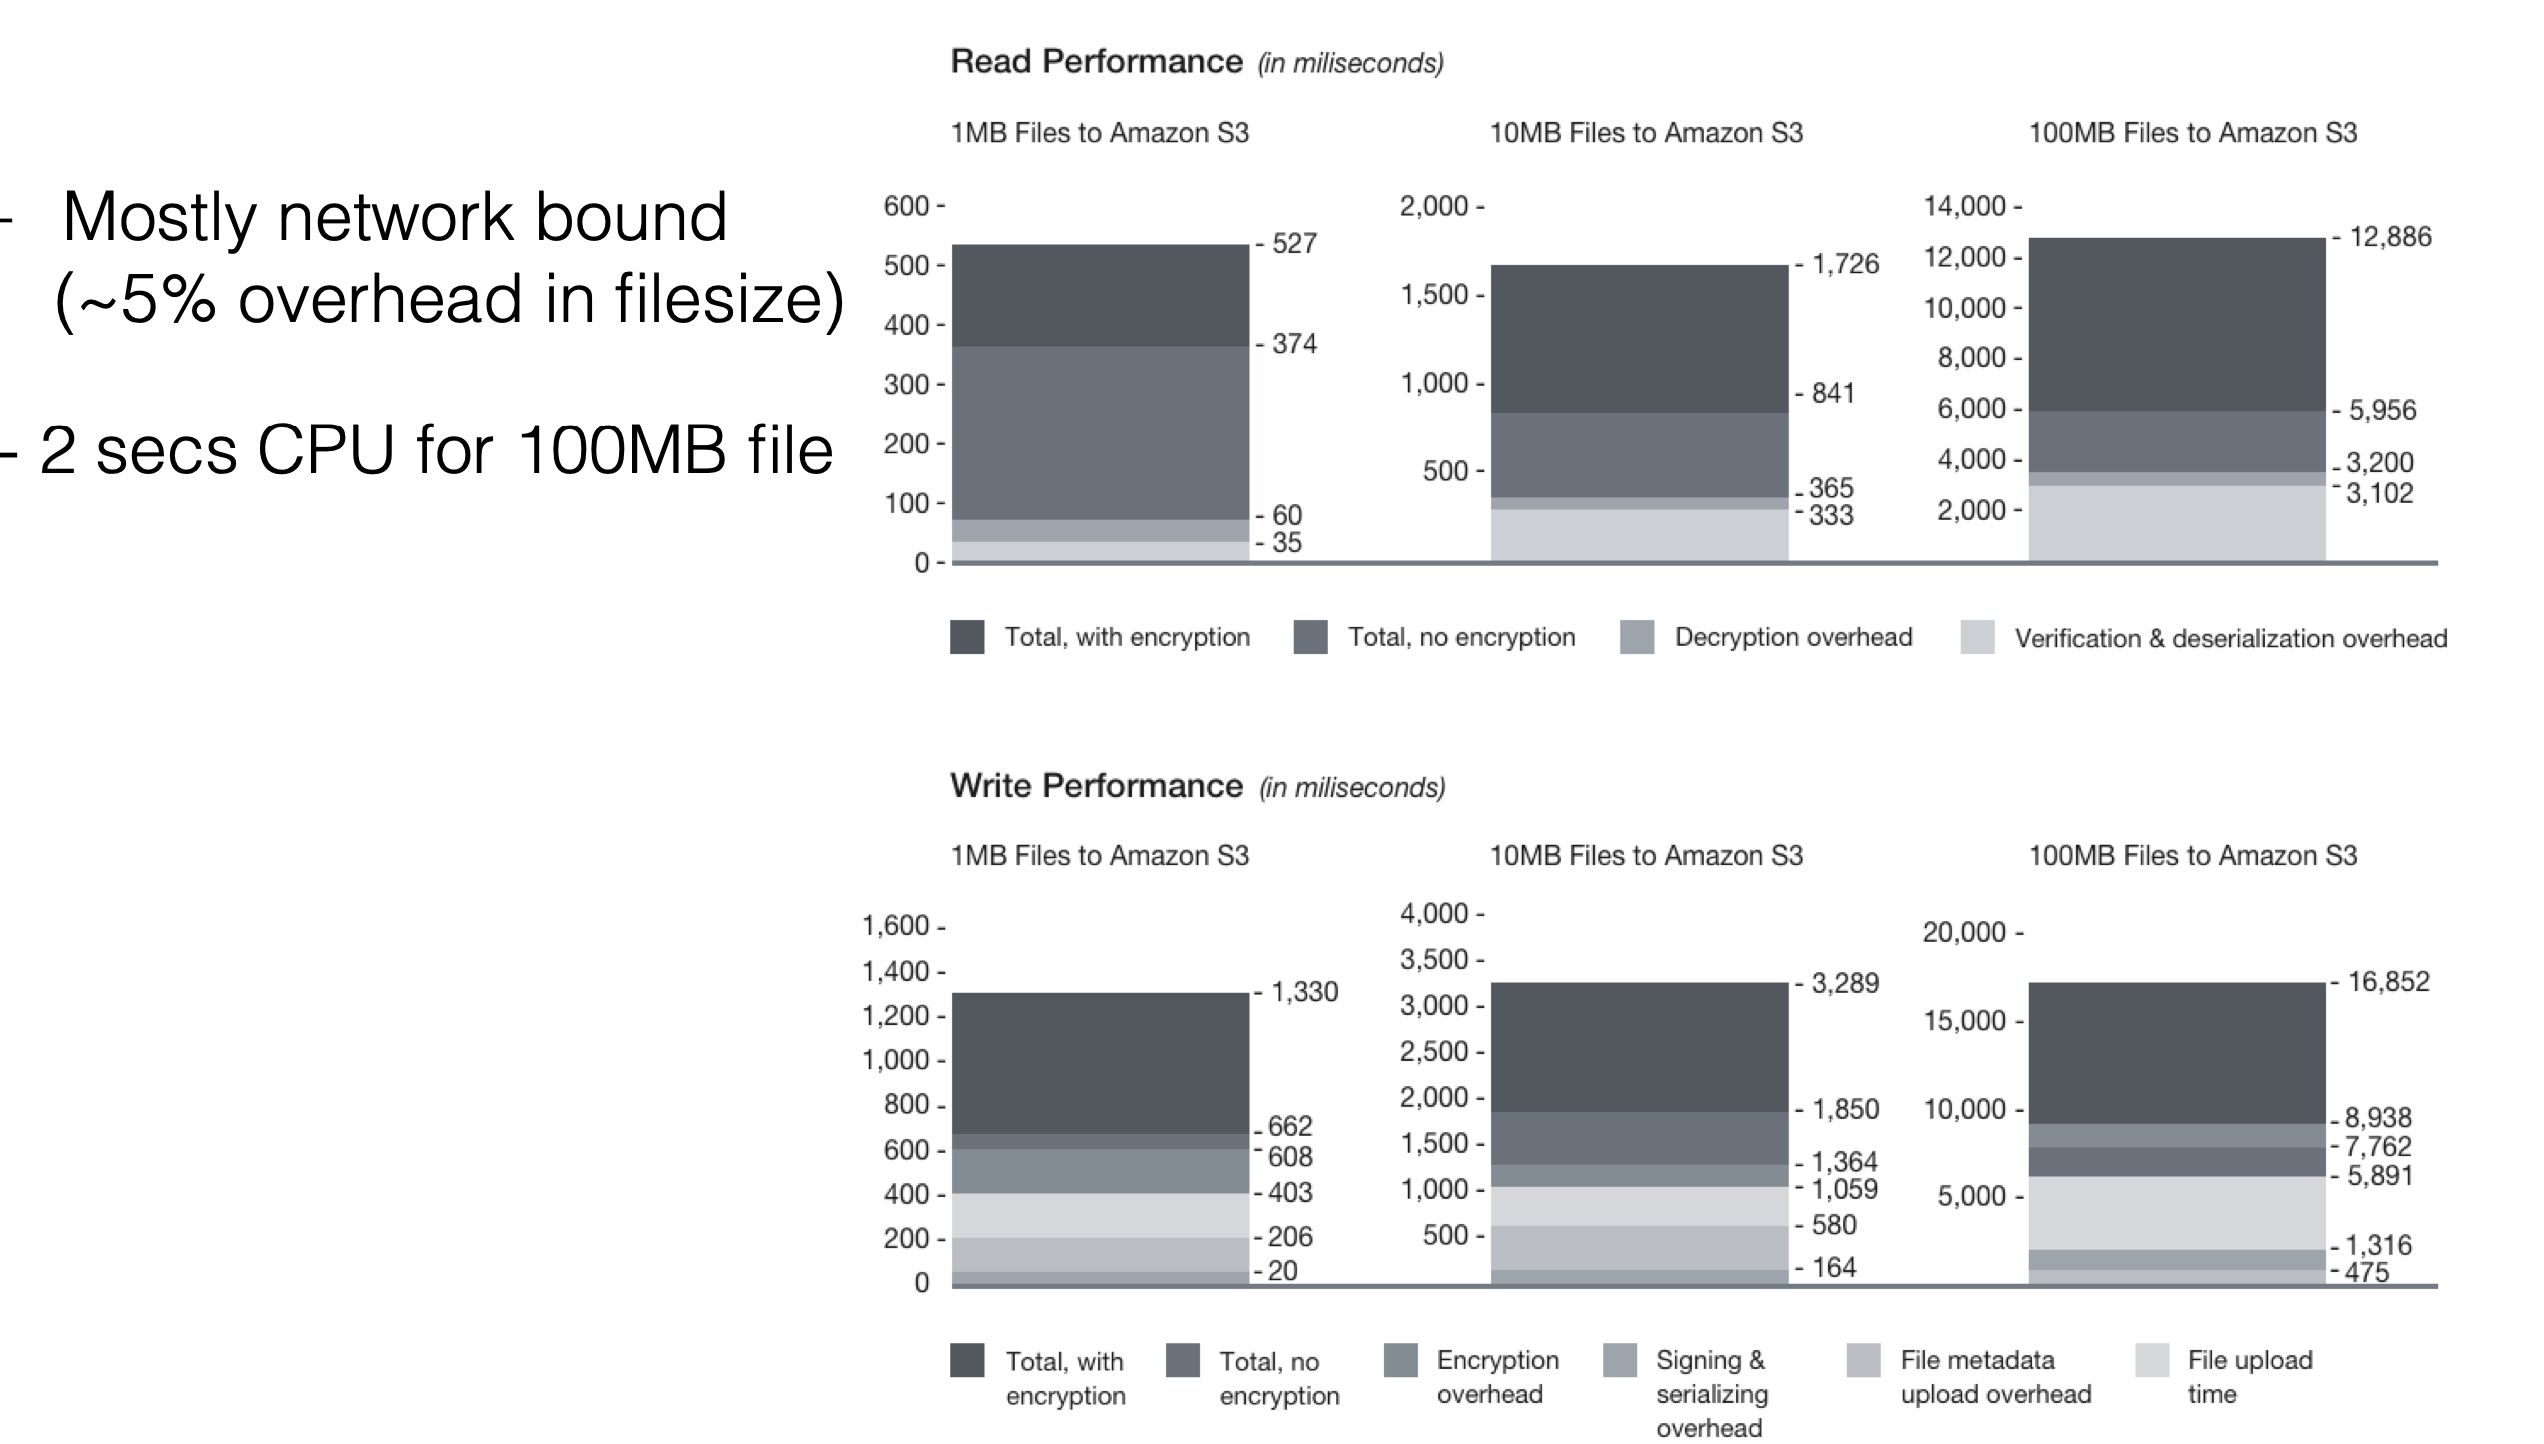 - Mostly network bound
(~5% overhead in filesize)
- 2 secs CPU for 100MB file
Read Performance (in miliseconds)
1MB Files to Amazon S3
600 -
500 -
400 -
300 -
200 -
100 -
0 -
- 527
- 374
- 60
- 35
10MB Files to Amazon S3
2,000 -
1,500 -
1,000 -
500 -
- 1,726
- 841
- 365
- 333
100MB Files to Amazon S3
14,000 -
12,000 -
10,000 -
8,000 -
6,000 -
4,000 -
2,000 -
- 12,886
- 5,956
- 3,200
- 3,102
Total, with encryption
Total, no encryption
Decryption overhead
Verification & deserialization overhead
Write Performance (in miliseconds)
1MB Files to Amazon S3
1,600 -
1,400 -
1,200 -
1,000 -
800 -
600 -
400 -
200 -
0
- 1,330
- 662
- 608
- 403
- 206
- 20
10MB Files to Amazon S3
4,000 -
3,500 -
3,000 -
2,500 -
2,000 -
1,500 -
1,000 -
500 -
- 3,289
- 1,850
- 1,364
- 1,059
- 580
- 164
100MB Files to Amazon S3
20,000 -
15,000 -
10,000 -
5,000 -
- 16,852
- 8,938
- 7,762
- 5,891
- 1,316
- 475
Total, with
encryption
Total, no
encryption
Encryption
overhead
Signing &
serializing
overhead
File metadata
upload overhead
File upload
time